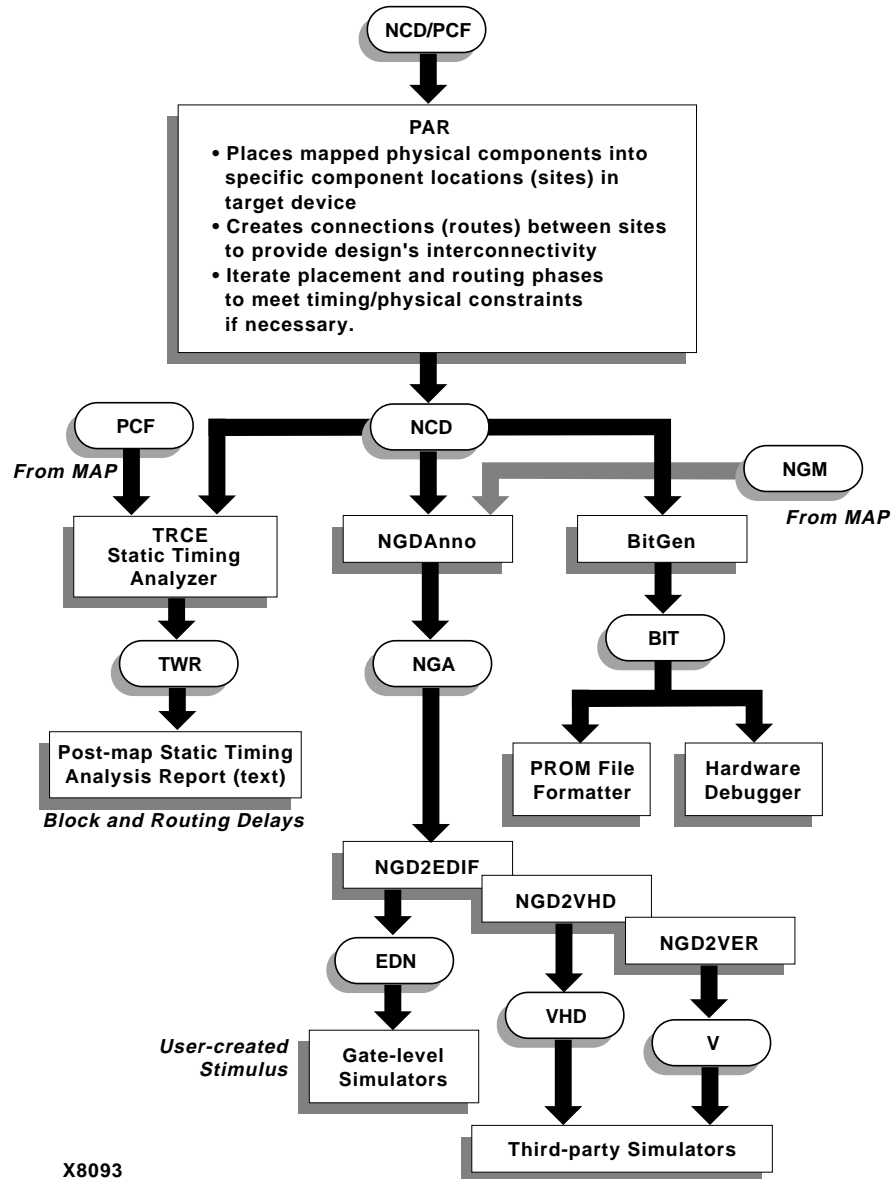 NCD/PCF
PAR
• Places mapped physical components into
specific component locations (sites) in
target device
• Creates connections (routes) between sites
to provide design's interconnectivity
• Iterate placement and routing phases
to meet timing/physical constraints
if necessary.
PCF
NCD
From MAP
NGM
From MAP
TRCE
Static Timing
Analyzer
NGDAnno
BitGen
TWR
NGA
BIT
Post-map Static Timing
Analysis Report (text)
Block and Routing Delays
PROM File
Formatter
Hardware
Debugger
NGD2EDIF
NGD2VHD
NGD2VER
EDN
VHD
V
User-created
Stimulus
Gate-level
Simulators
Third-party Simulators
X8093